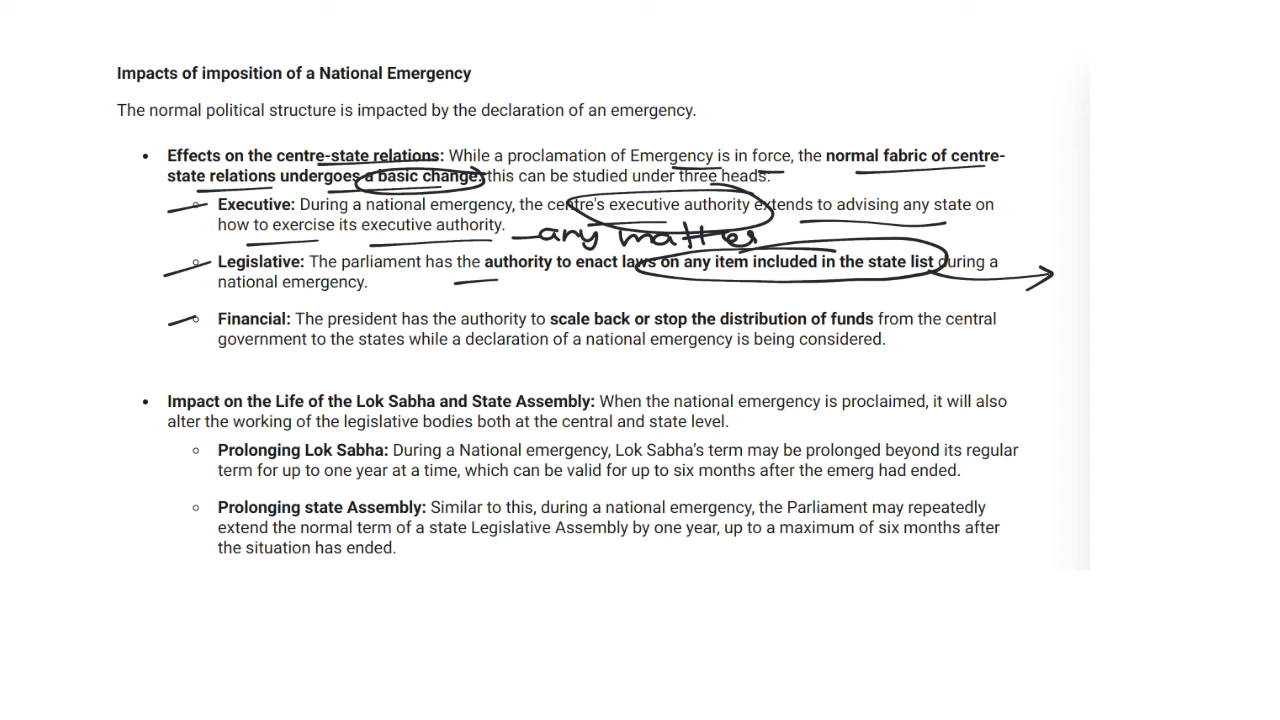 Impacts of imposition of a National Emergency
The normal political structure is impacted by the declaration of an emergency.
• Effects on the centre-state relations: While a proclamation of Emergency is in force, the normal fabric of centre-
state relations undergoes a basic change; this can be studied under three heads.
○ Executive: During a national emergency, the centre's executive authority extends to advising any state on
how to exercise its executive authority.
any matter
○ Legislative: The parliament has the authority to enact laws on any item included in the state list during a
national emergency.
○ Financial: The president has the authority to scale back or stop the distribution of funds from the central
government to the states while a declaration of a national emergency is being considered.
• Impact on the Life of the Lok Sabha and State Assembly: When the national emergency is proclaimed, it will also
alter the working of the legislative bodies both at the central and state level.
○ Prolonging Lok Sabha: During a National emergency, Lok Sabha’s term may be prolonged beyond its regular
term for up to one year at a time, which can be valid for up to six months after the emerg had ended.
○ Prolonging state Assembly: Similar to this, during a national emergency, the Parliament may repeatedly
extend the normal term of a state Legislative Assembly by one year, up to a maximum of six months after
the situation has ended.